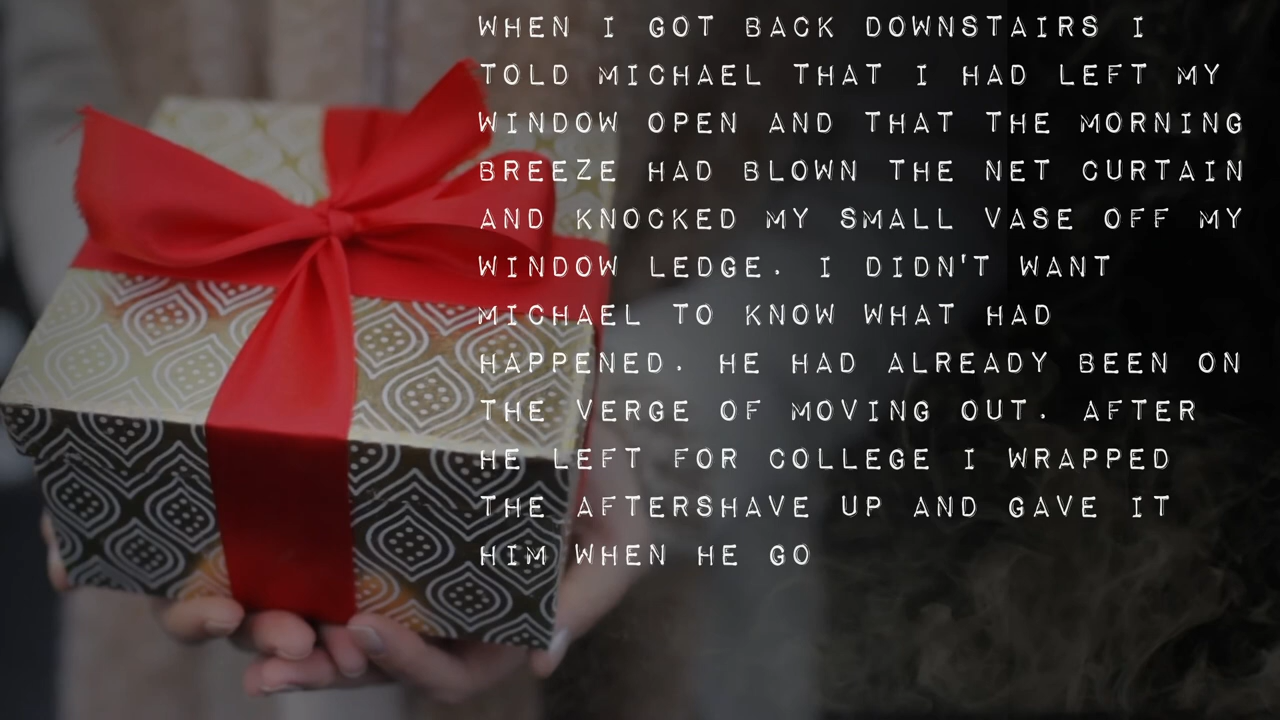 WHEN I GOT BACK DOWNSTAIRS I
TOLD MICHAEL THAT I HAD LEFT MY
WINDOW OPEN AND THAT THE MORNING
BREEZE HAD BLOWN THE NET CURTAIN
AND KNOCKED MY SMALL VASE OFF MY
WINDOW LEDGE. I DIDN'T WANT
MICHAEL TO KNOW WHAT HAD
HAPPENED. HE HAD ALREADY BEEN ON
THE VERGE OF MOVING OUT. AFTER
HE LEFT FOR COLLEGE I WRAPPED
THE AFTERSHAVE UP AND GAVE IT
HIM WHEN HE GO